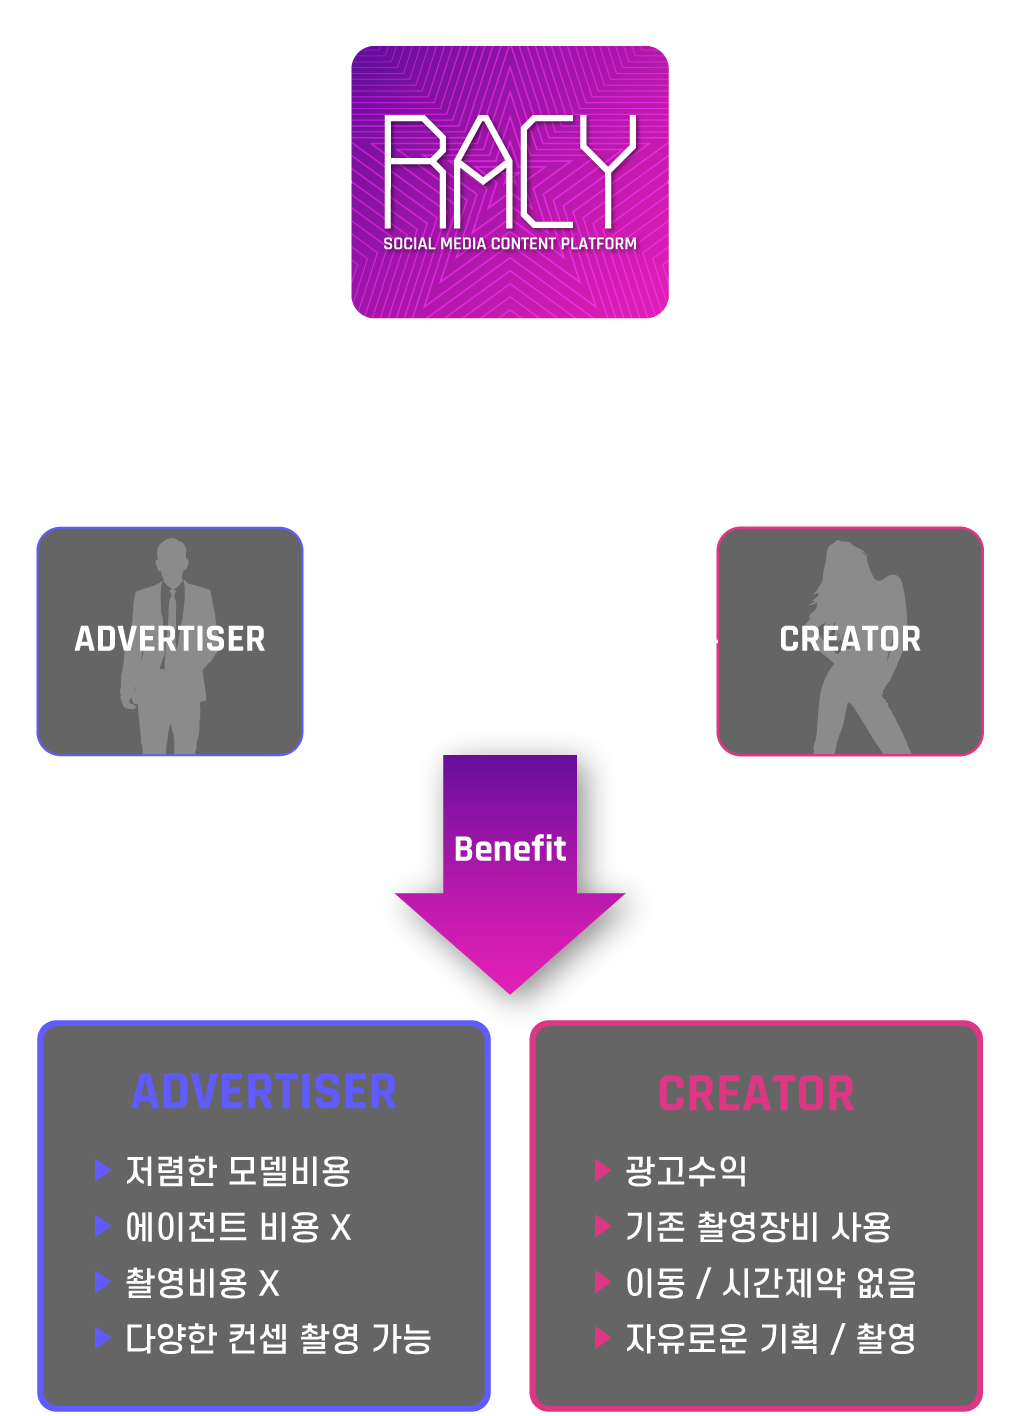 RACY
SOCIAL MEDIA CONTENT PLATFORM
ADVERTISER
CREATOR
Benefit
ADVERTISER
저렴한 모델비용
에이전트 비용 X
촬영비용 X
다양한 컨셉 촬영 가능
CREATOR
광고수익
기존 촬영장비 사용
이동 / 시간제약 없음
자유로운 기획 / 촬영